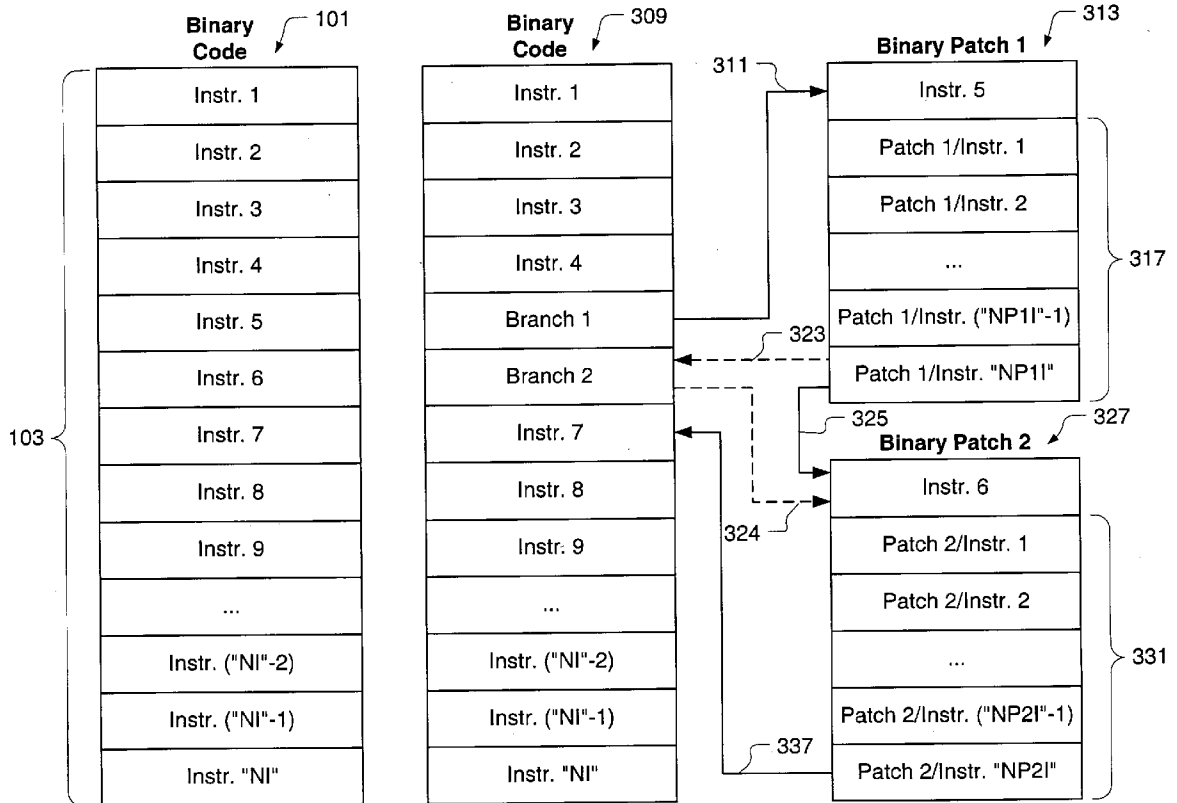 Binary
Code
101
103
Instr. 1
Instr. 2
Instr. 3
Instr. 4
Instr. 5
Instr. 6
Instr. 7
Instr. 8
Instr. 9
...
Instr. ("NI"-2)
Instr. ("NI"-1)
Instr. "NI"
Binary
Code
309
Instr. 1
Instr. 2
Instr. 3
Instr. 4
Branch 1
Branch 2
Instr. 7
Instr. 8
Instr. 9
...
Instr. ("NI"-2)
Instr. ("NI"-1)
Instr. "NI"
311
323
325
324
337
Binary Patch 1
313
Instr. 5
Patch 1/Instr. 1
Patch 1/Instr. 2
...
Patch 1/Instr. ("NP1I"-1)
Patch 1/Instr. "NP1I"
317
Binary Patch 2
327
Instr. 6
Patch 2/Instr. 1
Patch 2/Instr. 2
...
Patch 2/Instr. ("NP2I"-1)
Patch 2/Instr. "NP2I"
331